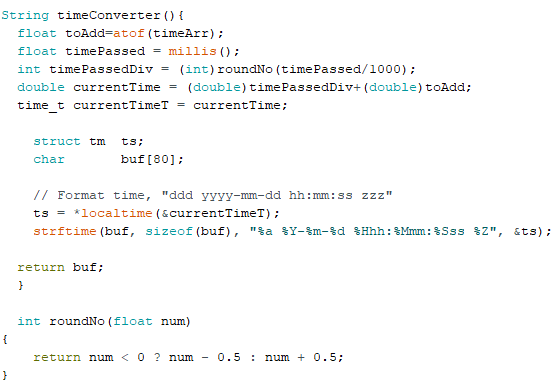 String timeConverter(){
  float toAdd=atof(timeArr);
  float timePassed = millis();
  int timePassedDiv = (int)roundNo(timePassed/1000);
  double currentTime = (double)timePassedDiv+(double)toAdd;
  time_t currentTimeT = currentTime;

    struct tm  ts;
    char       buf[80];

    // Format time, "ddd yyyy-mm-dd hh:mm:ss zzz"
    ts = *localtime(&currentTimeT);
    strftime(buf, sizeof(buf), "%a %Y-%m-%d %Hhh:%Mmm:%Sss %Z", &ts);

  return buf;
  }

  int roundNo(float num)
{
    return num < 0 ? num - 0.5 : num + 0.5;
}